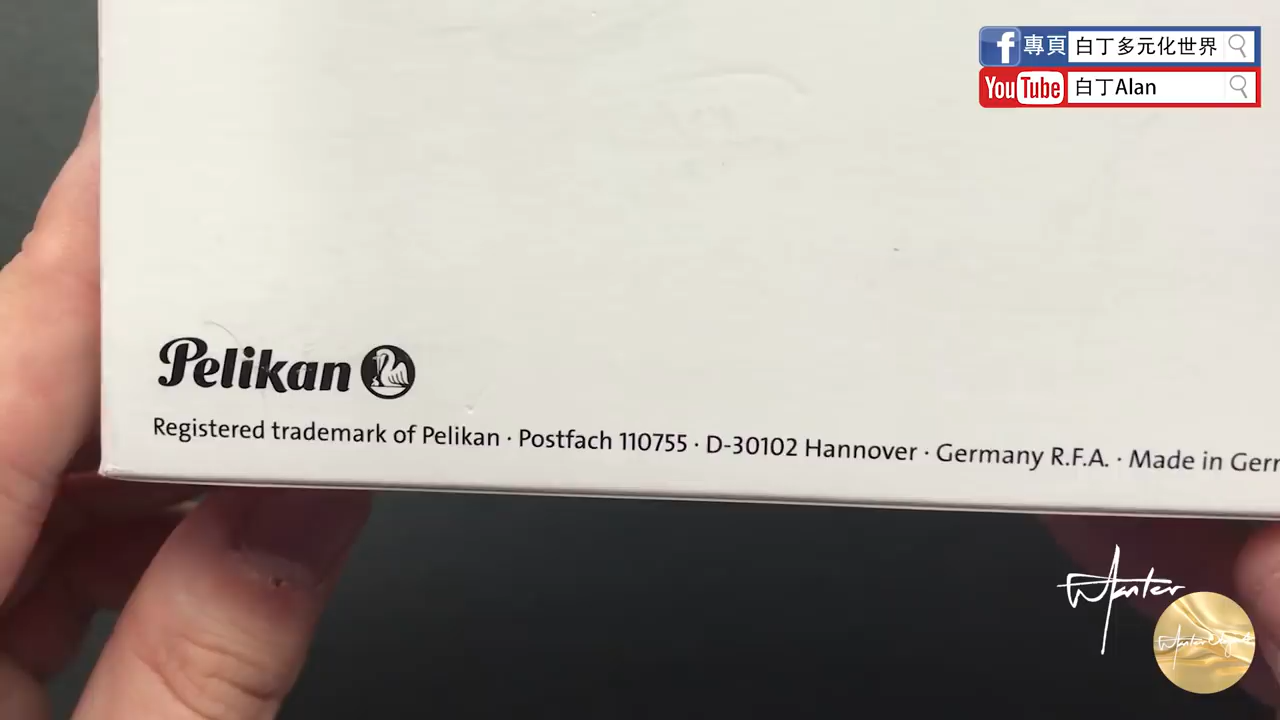 專頁 白丁多元化世界
YouTube 白丁Alan
Pelikan
Registered trademark of Pelikan · Postfach 110755 · D-30102 Hannover · Germany R.F.A. · Made in Ger